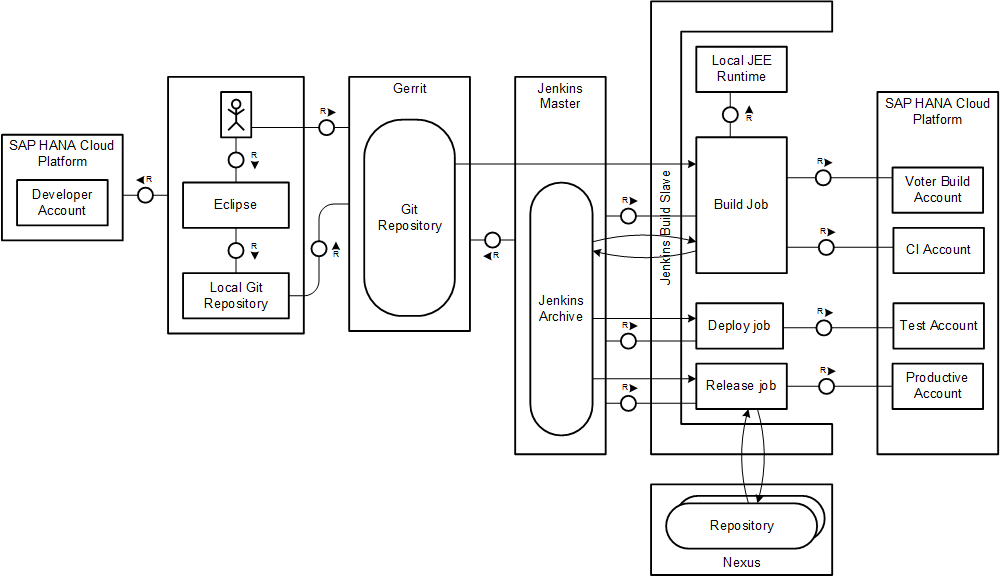 SAP HANA Cloud
Platform
Developer
Account
R
R
Eclipse
R
Local Git
Repository
R
R
Gerrit
Git
Repository
R
Jenkins
Master
Jenkins
Archive
R
R
R
Jenkins Build Slave
Local JEE
Runtime
R
Build Job
Deploy job
Release job
R
R
R
R
SAP HANA Cloud
Platform
Voter Build
Account
CI Account
Test Account
Productive
Account
Repository
Nexus